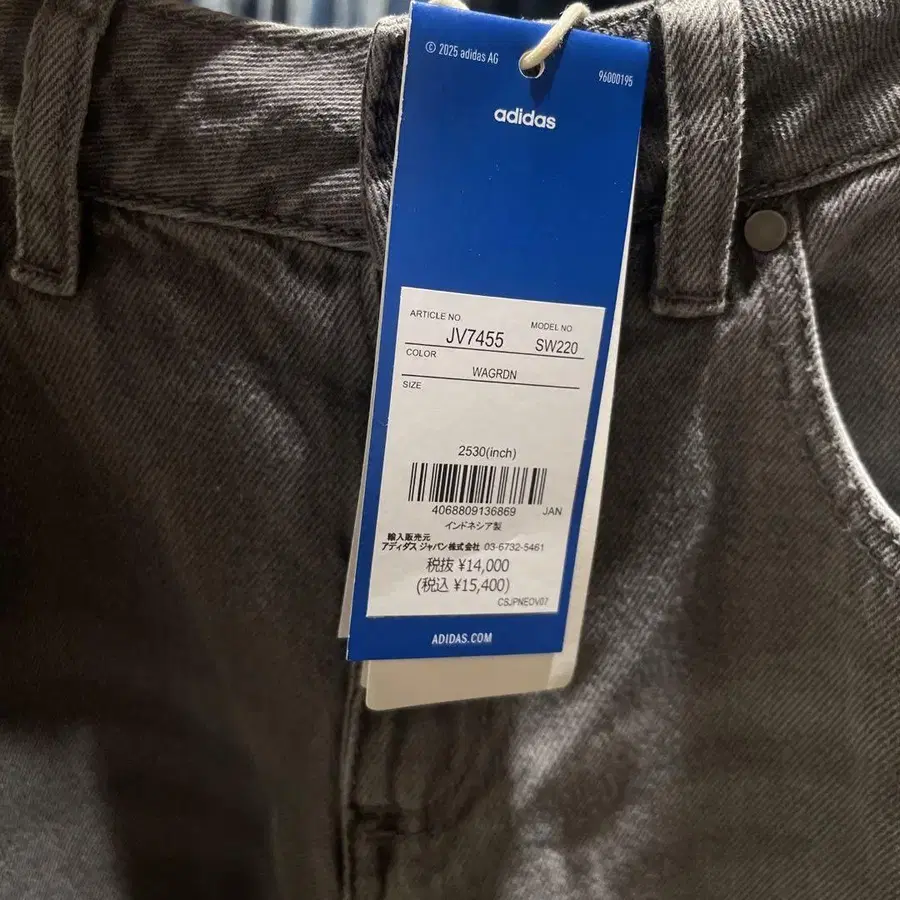 © 2025 adidas AG
96000195
adidas
ARTICLE NO.
JV7455
MODEL NO
SW220
COLOR
WAGRDN
SIZE
2530(inch)
4068809136869 JAN
インドネシア製
輸入販売元
アディダス ジャパン株式会社 03-6732-5461
税抜 ¥14,000
(税込 ¥15,400)
CSJPNEOV07
ADIDAS.COM